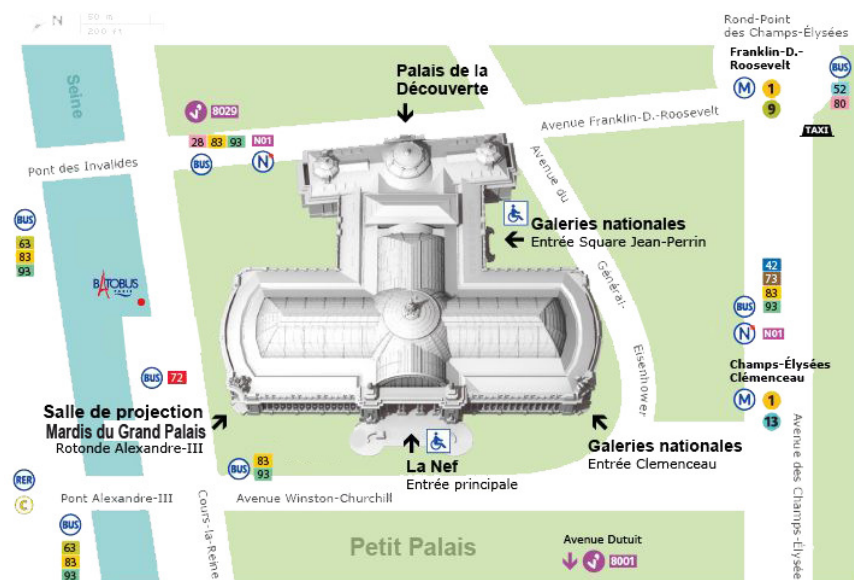 N
50 m
200 ft
Rond-Point
des Champs-Élysées
Franklin-D.-
Roosevelt
M 1
9
BUS
52
80
TAXI
Palais de la
Découverte
Seine
8029
28 83 93 N01
BUS N
Avenue Franklin-D.-Roosevelt
Pont des Invalides
Avenue du
Général-
Eisenhower
BUS
63
83
93
BATOBUS
PARIS
Galeries nationales
Entrée Square Jean-Perrin
42
73
83
BUS 93
N N01
BUS 72
Champs-Élysées
Clémenceau
M 1
13
Salle de projection
Mardis du Grand Palais
Rotonde Alexandre-III
La Nef
Entrée principale
Galeries nationales
Entrée Clemenceau
Avenue des Champs-Élysée
BUS 83
93
RER
C
Pont Alexandre-III
Cours-la-Reine
Avenue Winston-Churchill
BUS
63
83
93
Petit Palais
Avenue Dutuit
8001